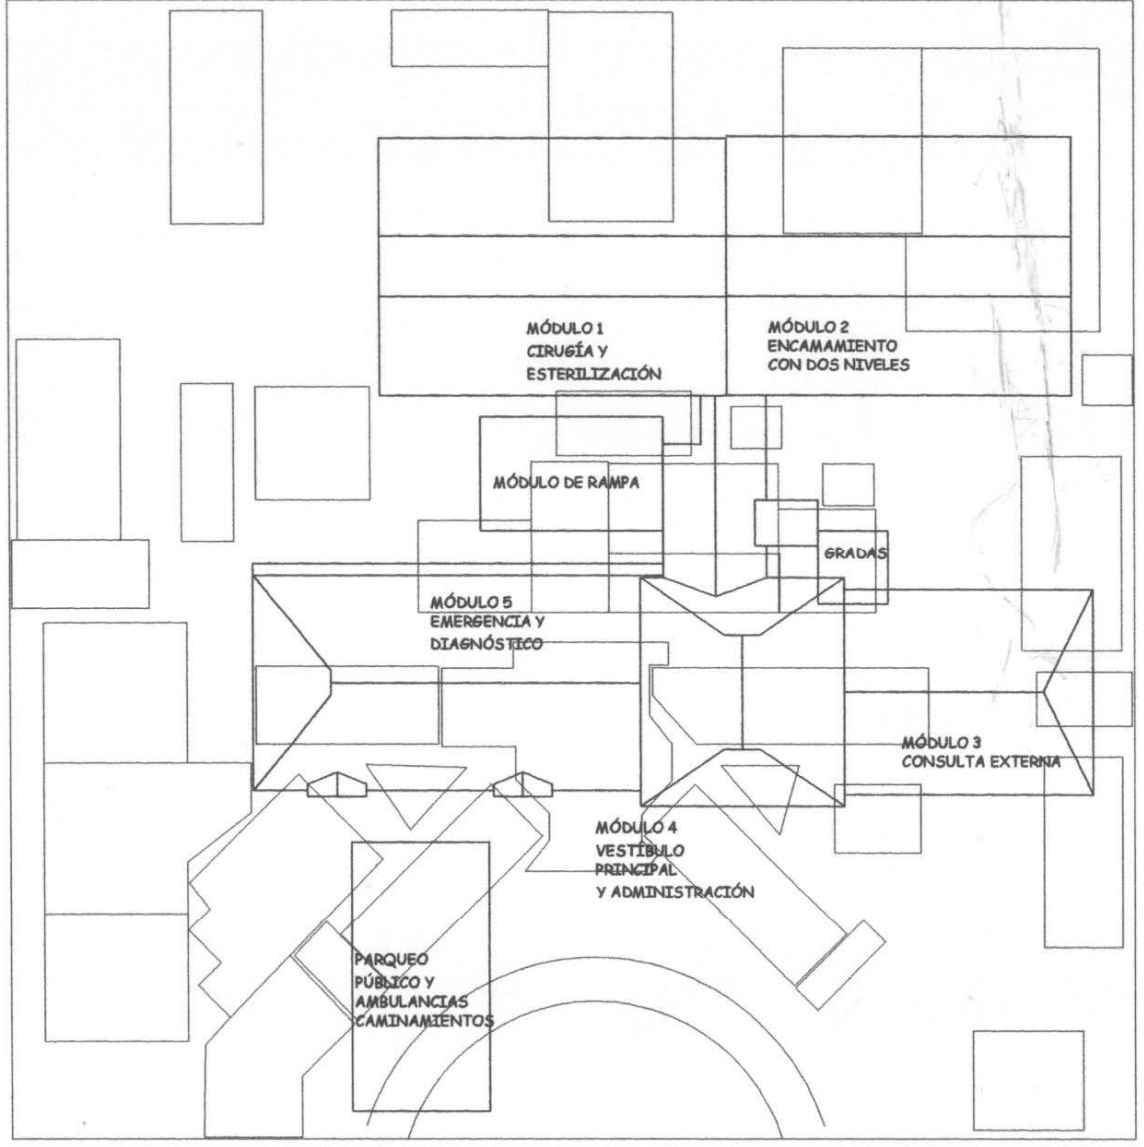 MÓDULO 1
CIRUGÍA Y
ESTERILIZACIÓN
MÓDULO 2
ENCAMAMIENTO
CON DOS NIVELES
MÓDULO DE RAMPA
GRADAS
MÓDULO 5
EMERGENCIA Y
DIAGNÓSTICO
MÓDULO 3
CONSULTA EXTERNA
MÓDULO 4
VESTÍBULO
PRINCIPAL
Y ADMINISTRACIÓN
PARQUEO
PÚBLICO Y
AMBULANCIAS
CAMINAMIENTOS